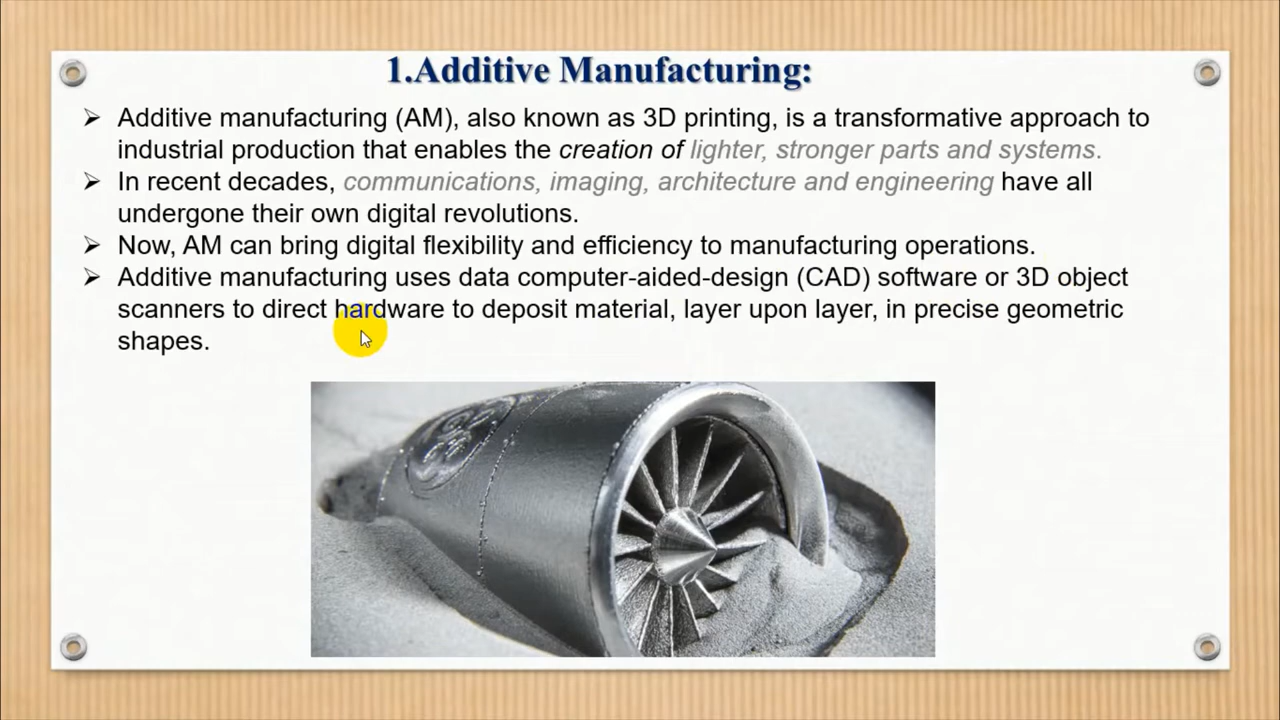 1.Additive Manufacturing:
➢ Additive manufacturing (AM), also known as 3D printing, is a transformative approach to
industrial production that enables the creation of lighter, stronger parts and systems.
➢ In recent decades, communications, imaging, architecture and engineering have all
undergone their own digital revolutions.
➢ Now, AM can bring digital flexibility and efficiency to manufacturing operations.
➢ Additive manufacturing uses data computer-aided-design (CAD) software or 3D object
scanners to direct hardware to deposit material, layer upon layer, in precise geometric
shapes.